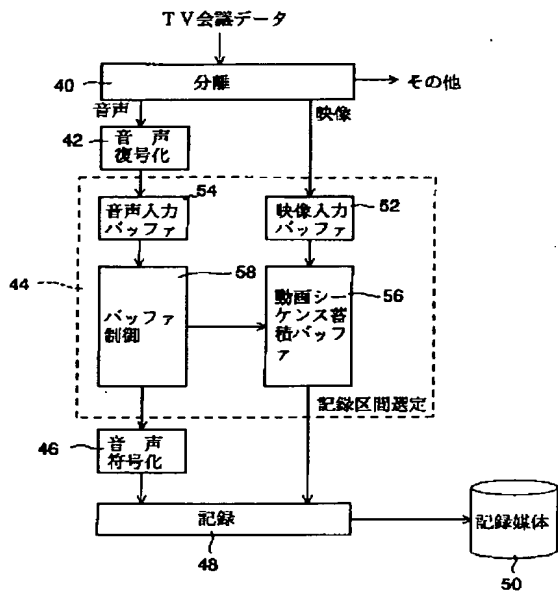 ＴＶ会議データ
40
分離
その他
音声
映像
42
音 声
復号化
54
音声入力
バッファ
映像入力
バッファ
52
44
58
バッファ
制御
動画シー
ケンス蓄
積バッフ
ァ
56
記録区間選定
46
音 声
符号化
記録
48
記録媒体
50